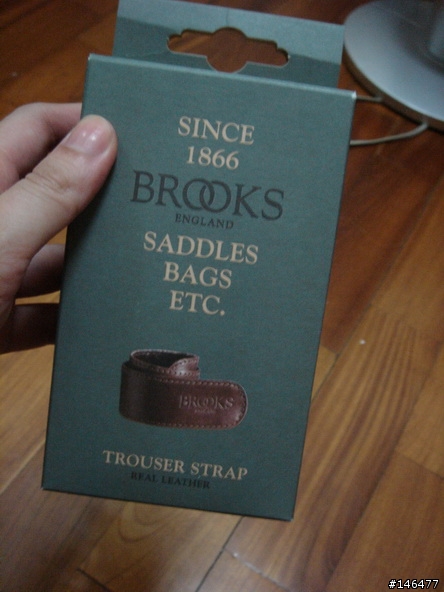 SINCE
1866
BROOKS
ENGLAND
SADDLES
BAGS
ETC.
BROOKS
TROUSER STRAP
REAL LEATHER
#146477